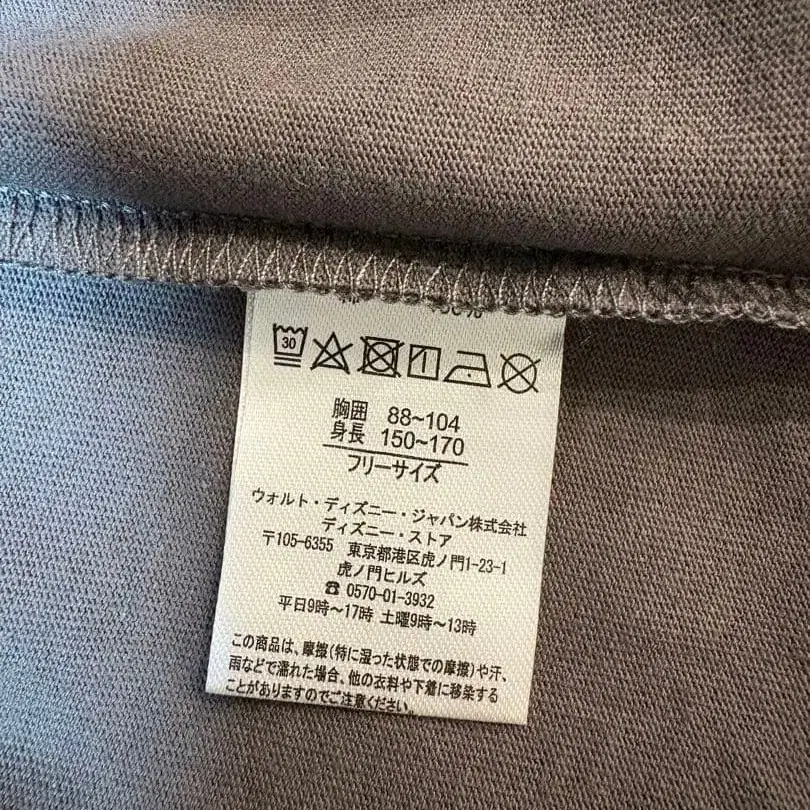 30
胸囲 88~104
身長 150~170
フリーサイズ
ウォルト・ディズニー・ジャパン株式会社
ディズニー・ストア
〒105-6355 東京都港区虎ノ門1-23-1
虎ノ門ヒルズ
☎ 0570-01-3932
平日9時〜17時 土曜9時〜13時
この商品は、摩擦(特に湿った状態での摩擦)や汗、
雨などで濡れた場合、他の衣料や下着に移染する
ことがありますのでご注意ください。